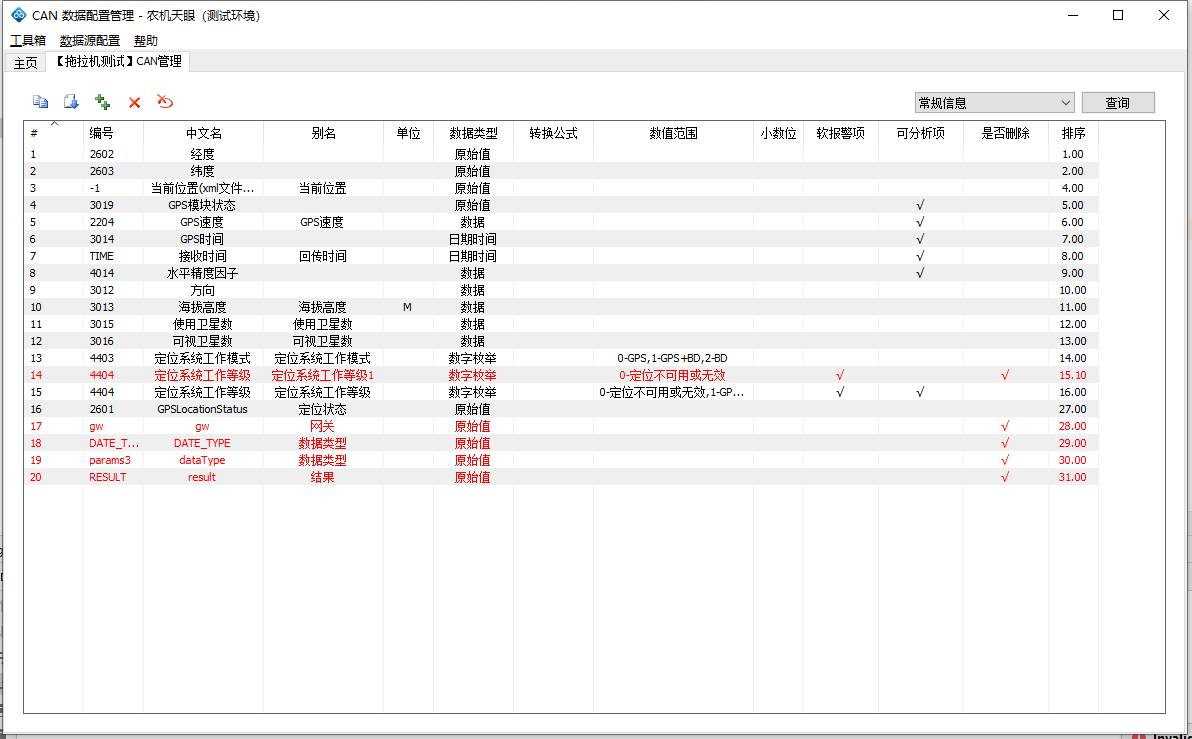 CAN 数据配置管理 - 农机天眼（测试环境）
工具箱 数据源配置 帮助
主页 【拖拉机测试】CAN管理
常规信息 查询
# 编号 中文名 别名 单位 数据类型 转换公式 数值范围 小数位 软报警项 可分析项 是否删除 排序
1 2602 经度 原始值 1.00
2 2603 纬度 原始值 2.00
3 -1 当前位置(xml文件... 当前位置 原始值 4.00
4 3019 GPS模块状态 原始值 √ 5.00
5 2204 GPS速度 GPS速度 数据 √ 6.00
6 3014 GPS时间 日期时间 √ 7.00
7 TIME 接收时间 回传时间 日期时间 √ 8.00
8 4014 水平精度因子 数据 √ 9.00
9 3012 方向 数据 10.00
10 3013 海拔高度 海拔高度 M 数据 11.00
11 3015 使用卫星数 使用卫星数 数据 12.00
12 3016 可视卫星数 可视卫星数 数据 13.00
13 4403 定位系统工作模式 定位系统工作模式 数字枚举 0-GPS,1-GPS+BD,2-BD 14.00
14 4404 定位系统工作等级 定位系统工作等级1 数字枚举 0-定位不可用或无效 √ √ 15.10
15 4404 定位系统工作等级 定位系统工作等级 数字枚举 0-定位不可用或无效,1-GP... √ √ 16.00
16 2601 GPSLocationStatus 定位状态 原始值 27.00
17 gw gw 网关 原始值 √ 28.00
18 DATE_T... DATE_TYPE 数据类型 原始值 √ 29.00
19 params3 dataType 数据类型 原始值 √ 30.00
20 RESULT result 结果 原始值 √ 31.00